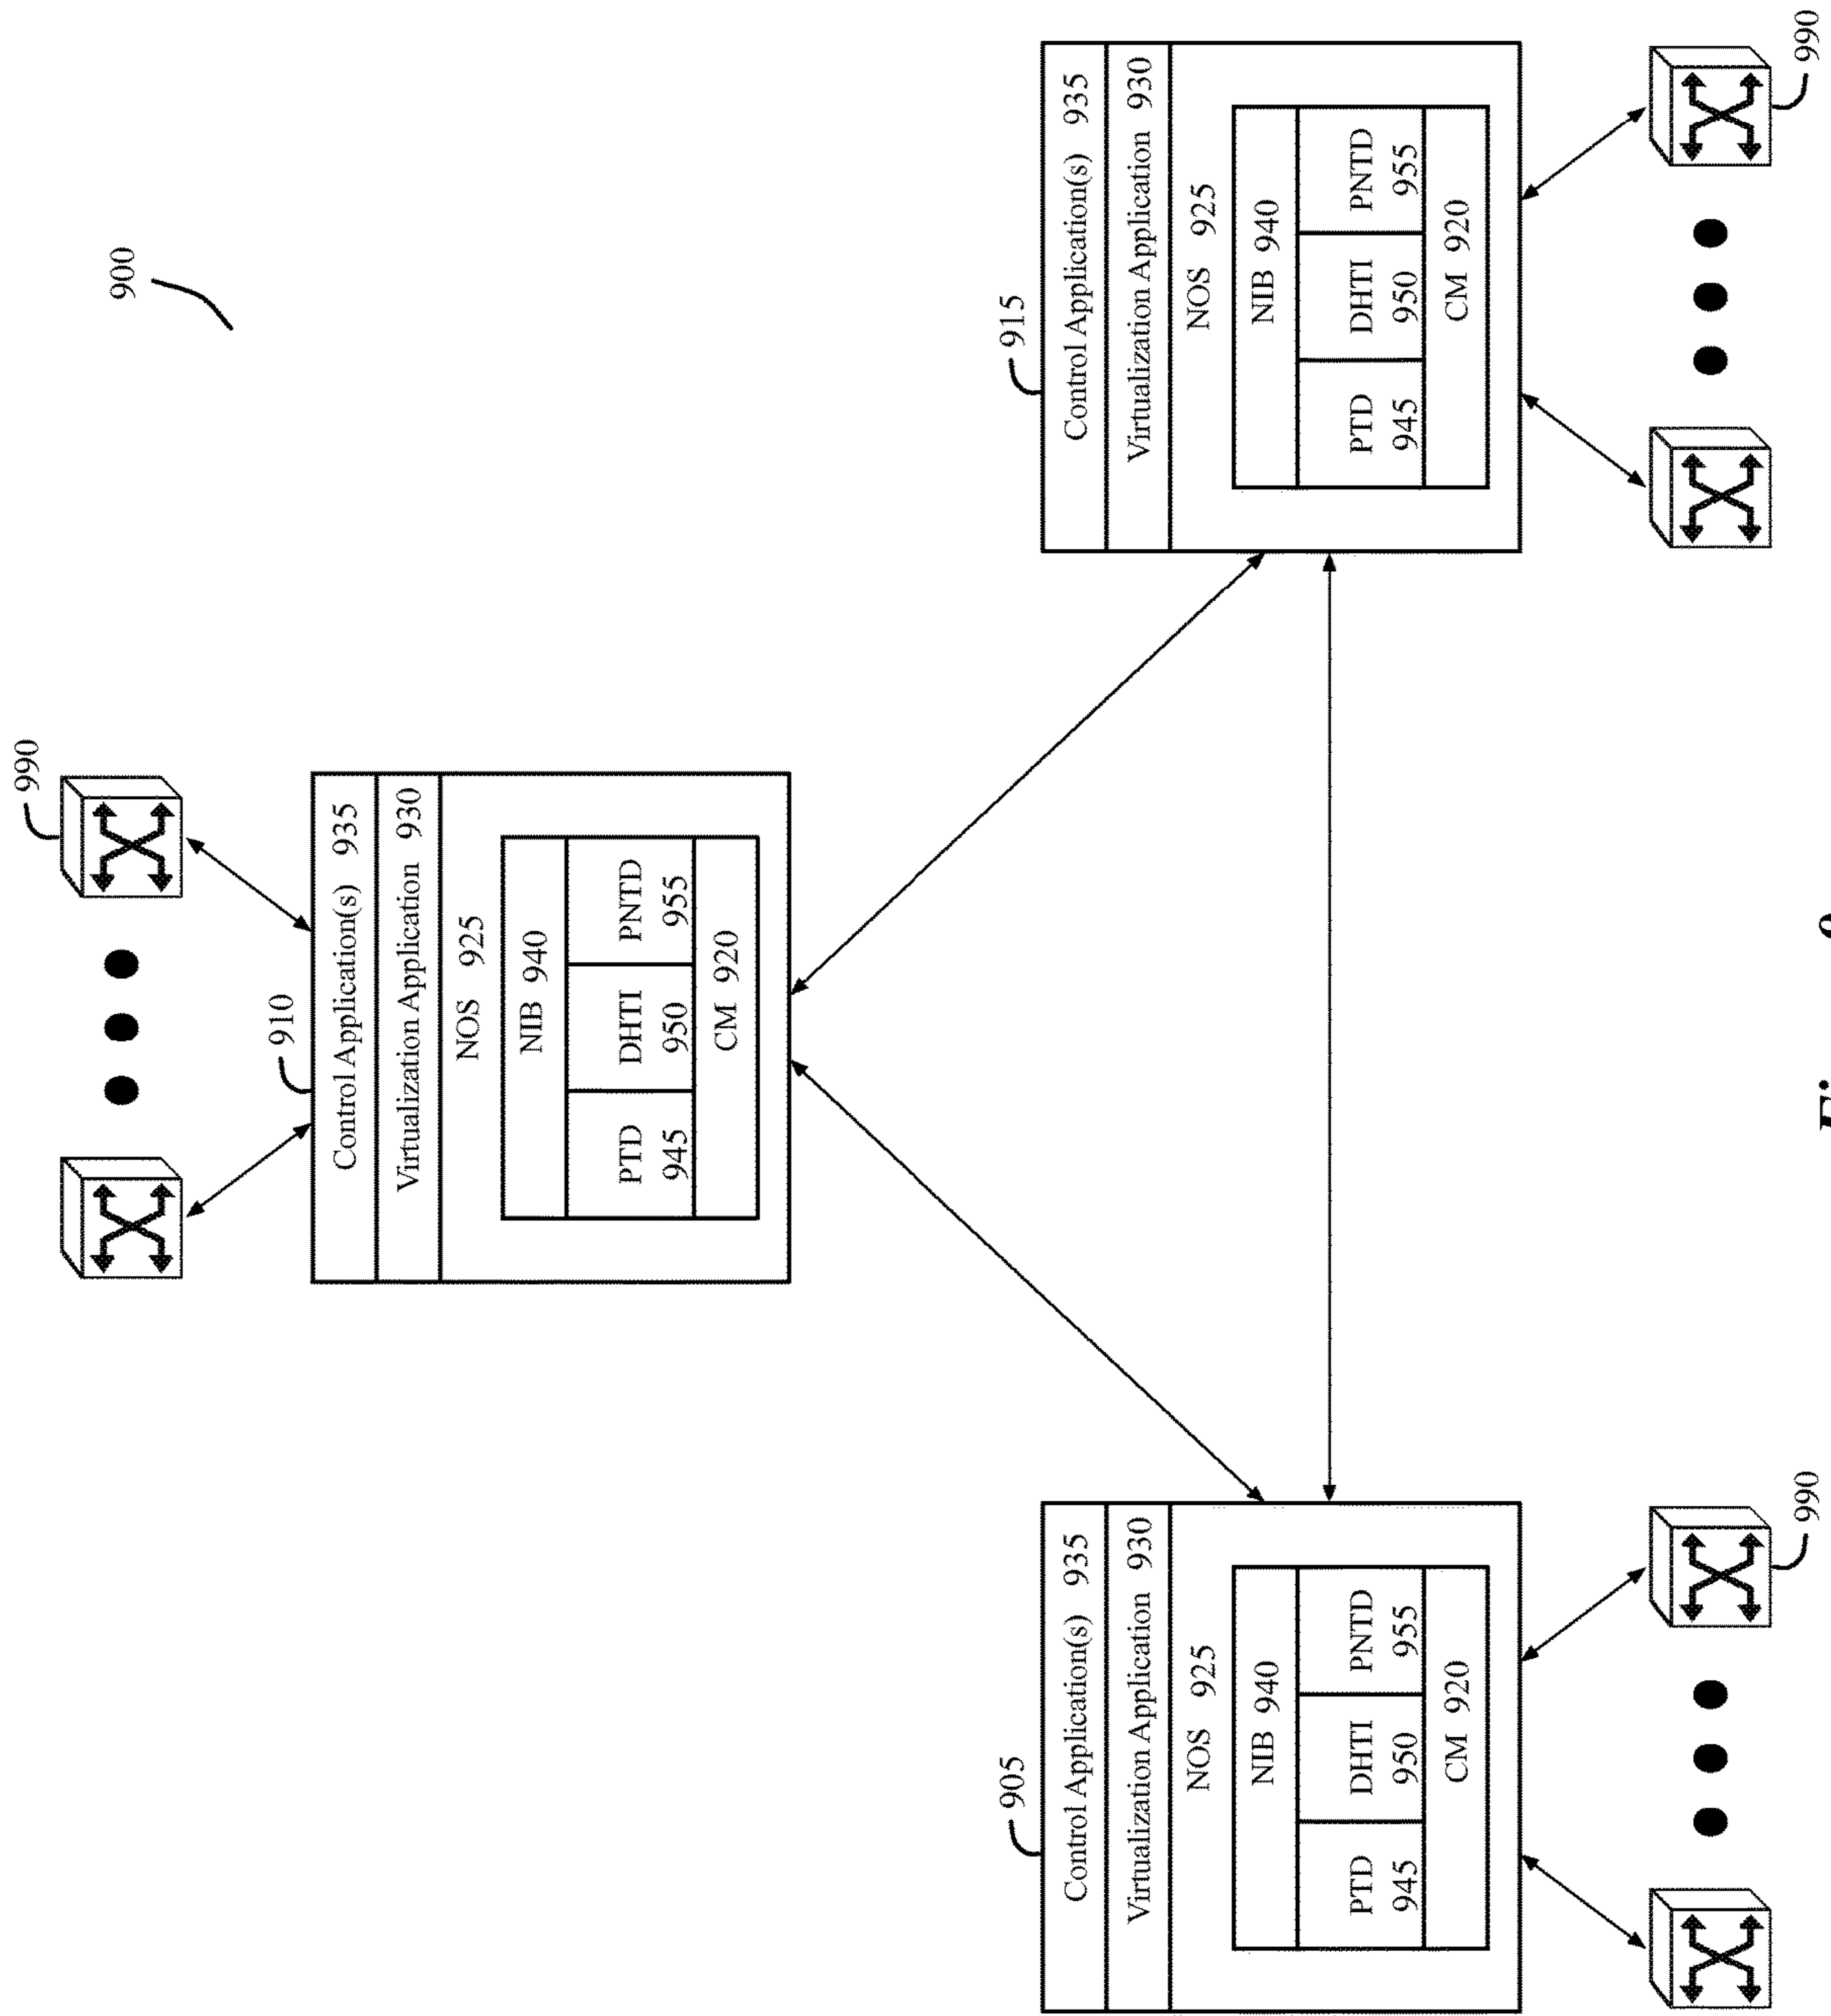 990
900
910
Control Application(s) 935
Virtualization Application 930
NOS 925
NIB 940
PTD DHTI PNTD
945 950 955
CM 920
905
Control Application(s) 935
Virtualization Application 930
NOS 925
NIB 940
PTD DHTI PNTD
945 950 955
CM 920
990
915
Control Application(s) 935
Virtualization Application 930
NOS 925
NIB 940
PTD DHTI PNTD
945 950 955
CM 920
990